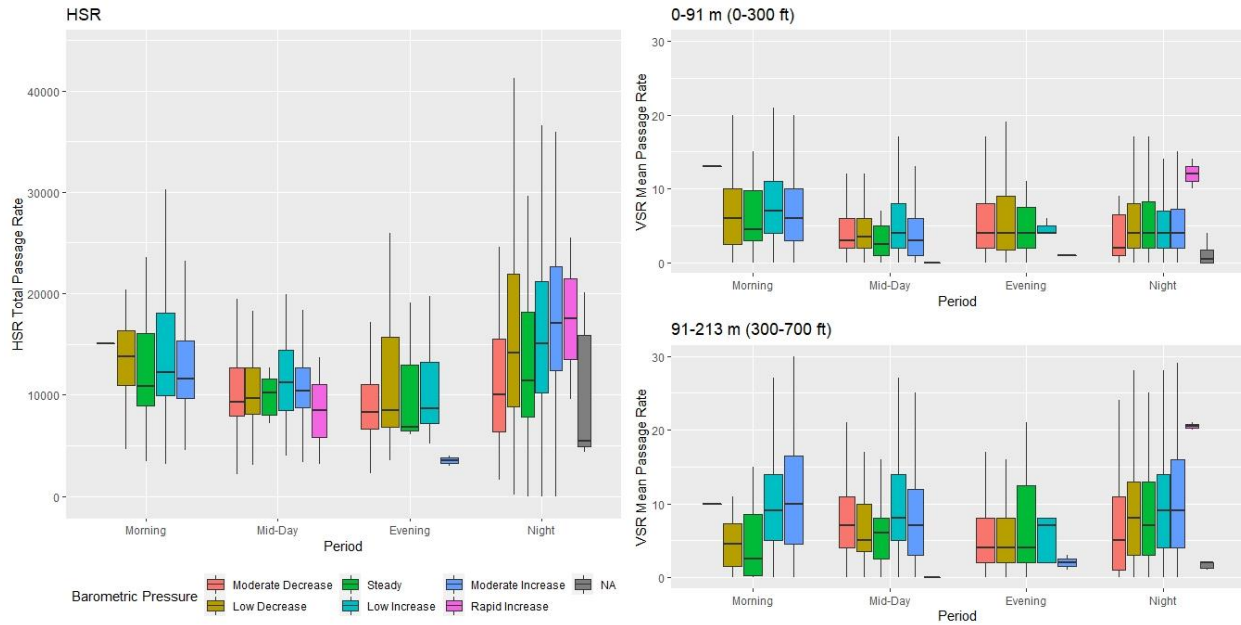 HSR
HSR Total Passage Rate
40000
30000
20000
10000
0
Morning
Mid-Day
Evening
Night
Period
Barometric Pressure
Moderate Decrease
Low Decrease
Steady
Low Increase
Moderate Increase
Rapid Increase
NA
0-91 m (0-300 ft)
VSR Mean Passage Rate
30
20
10
0
Morning
Mid-Day
Evening
Night
Period
91-213 m (300-700 ft)
VSR Mean Passage Rate
30
20
10
0
Morning
Mid-Day
Evening
Night
Period